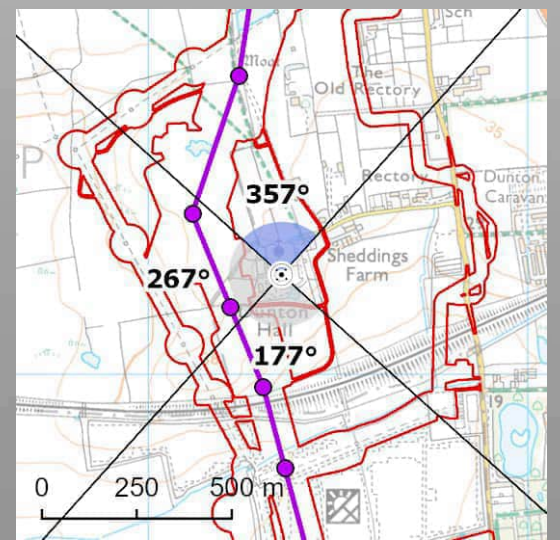 Sch
Moat
The
Old Rectory
35
P
Rectory
Dunton
Caravan
357°
Sheddings
Farm
267°
Hall
177°
19
0 250 500 m